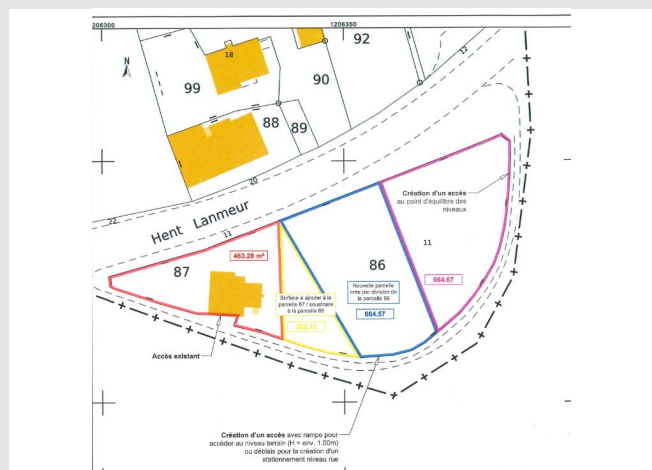 206300
1206350
N
18
92
12
99
90
88
89
20
22
Hent Lanmeur
11
87
463.28 m²
86
11
Création d'un accès
au point d'équilibre des
niveaux
Surface à ajouter à la
parcelle 87 / soustraire
à la parcelle 86
Nouvelle parcelle
crée par division de
la parcelle 86
664.57
664.67
Accès existant
Création d'un accès avec rampe pour
accéder au niveau terrain (H = env. 1.00m)
ou déblais pour la création d'un
stationnement niveau rue